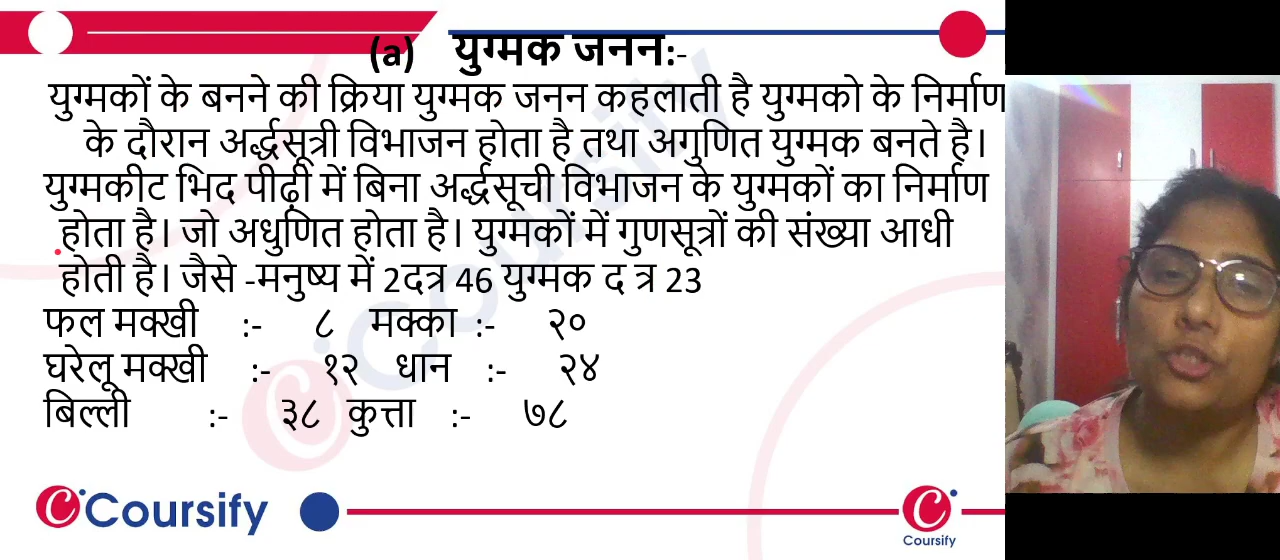 (a) युग्मक जनन:-
युग्मकों के बनने की क्रिया युग्मक जनन कहलाती है युग्मको के निर्माण
के दौरान अर्द्धसूत्री विभाजन होता है तथा अगुणित युग्मक बनते है।
युग्मकीट भिद पीढ़ी में बिना अर्द्धसूची विभाजन के युग्मकों का निर्माण
होता है। जो अधुणित होता है। युग्मकों में गुणसूत्रों की संख्या आधी
होती है। जैसे -मनुष्य में 2दत्र 46 युग्मक द त्र 23
फल मक्खी :- ८ मक्का :- २०
घरेलू मक्खी :- १२ धान :- २४
बिल्ली :- ३८ कुत्ता :- ७८
Coursify
Coursify